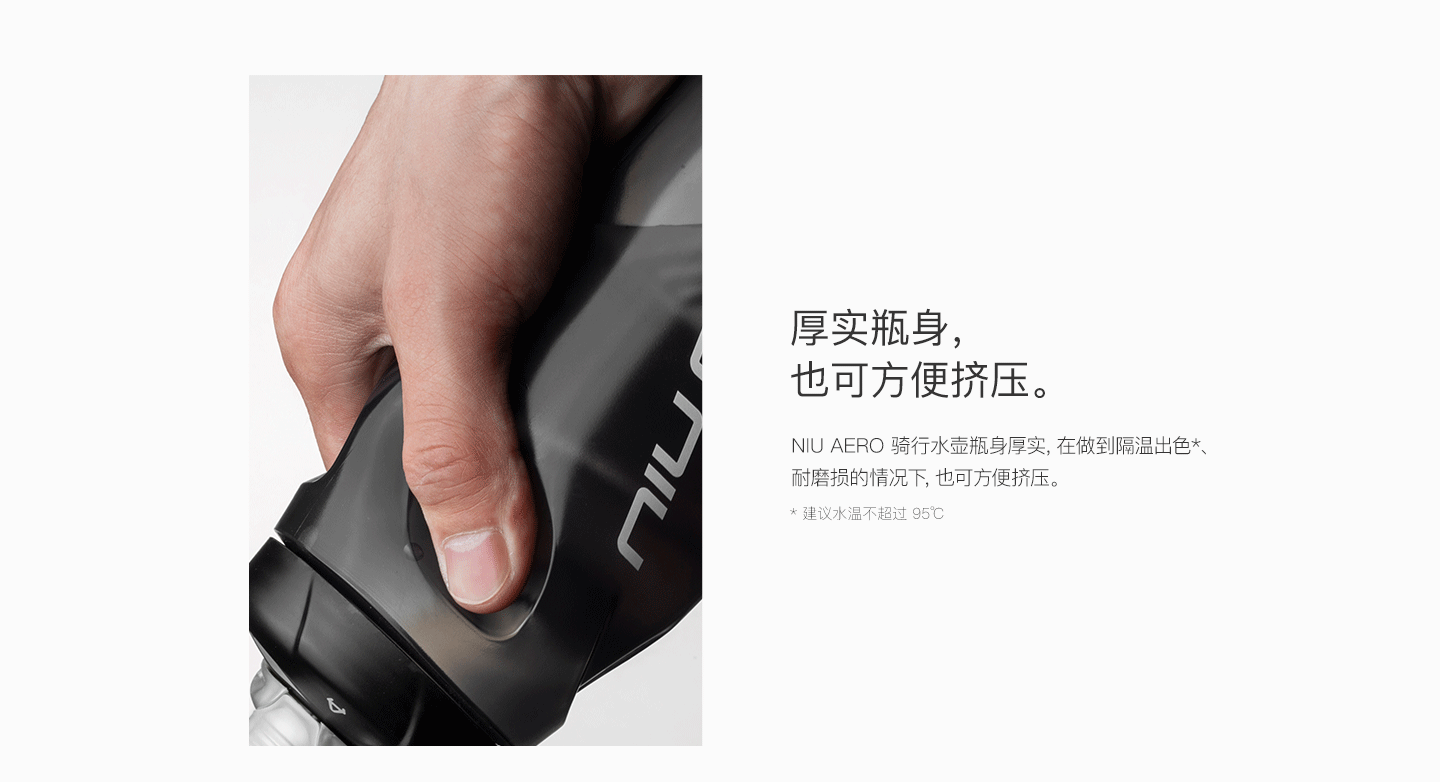 NIU
厚实瓶身，
也可方便挤压。
NIU AERO 骑行水壶瓶身厚实, 在做到隔温出色*、
耐磨损的情况下, 也可方便挤压。
* 建议水温不超过 95℃